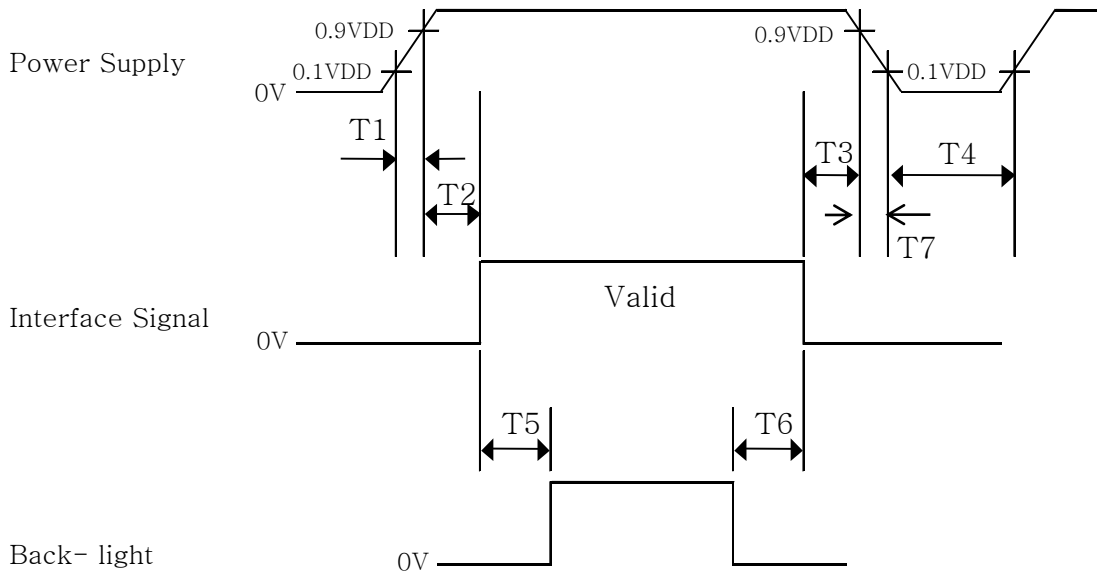 0.9VDD
0.9VDD
Power Supply
0.1VDD
0.1VDD
0V
T1
T3
T4
T2
T7
Valid
Interface Signal
0V
T5
T6
Back- light
0V